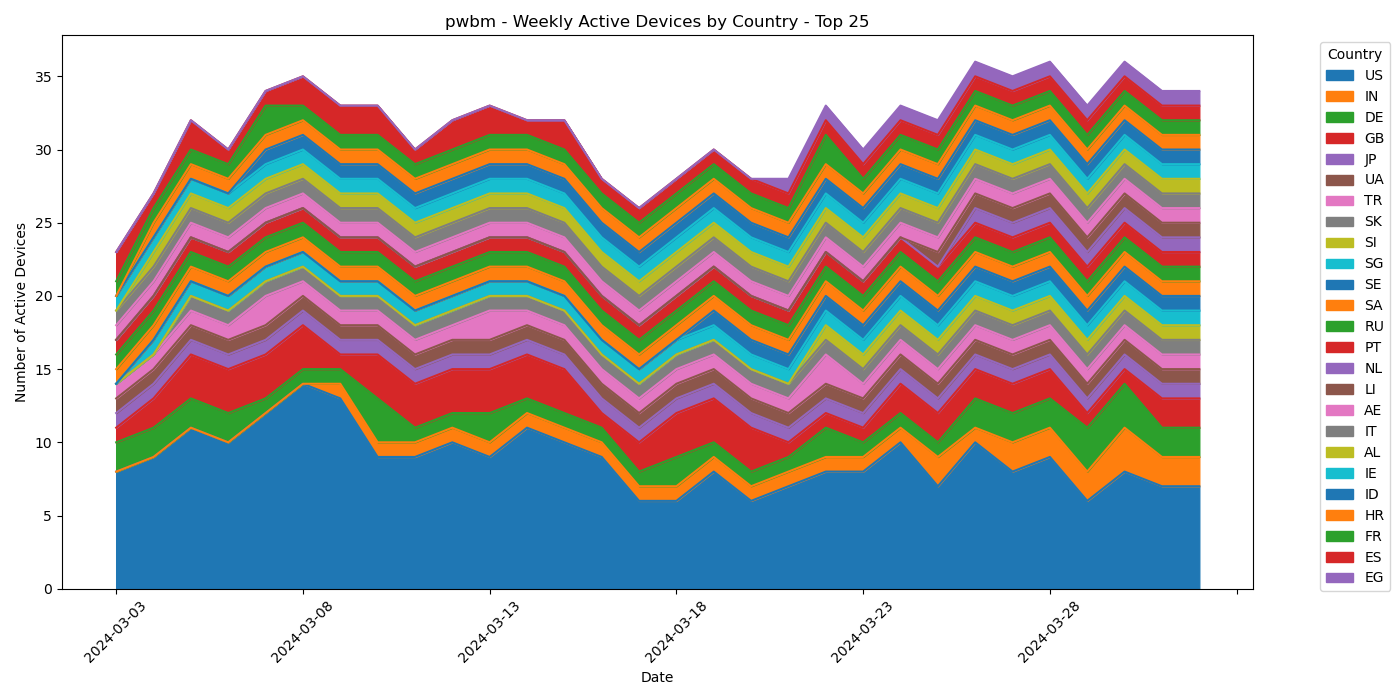 pwbm - Weekly Active Devices by Country - Top 25
Number of Active Devices
35
30
25
20
15
10
5
0
2024-03-03
2024-03-08
2024-03-13
2024-03-18
2024-03-23
2024-03-28
Date
Country
US
IN
DE
GB
JP
UA
TR
SK
SI
SG
SE
SA
RU
PT
NL
LI
AE
IT
AL
IE
ID
HR
FR
ES
EG